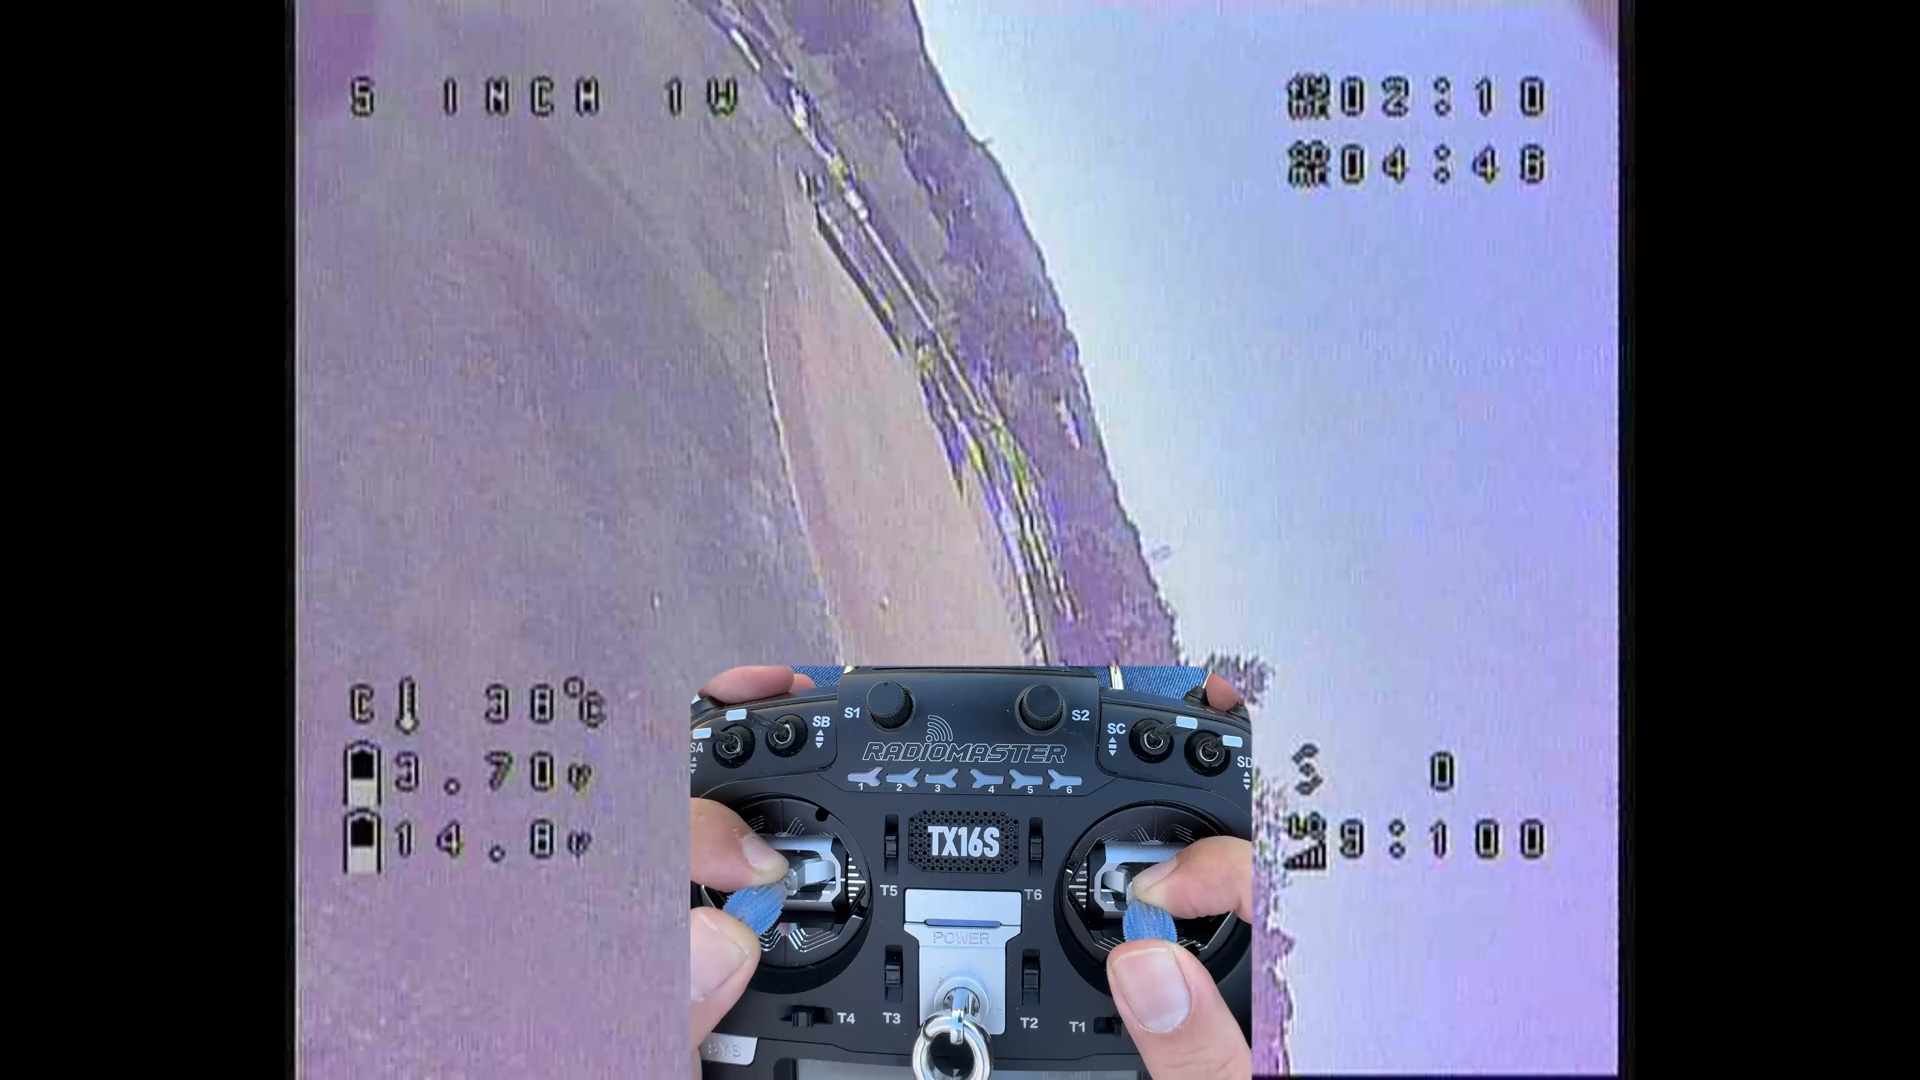 5 INCH 1W
02:10
04:46
C 38°C
3.70V
14.8V
0
9:100
SA
SB
S1
S2
SC
SD
RADIOMASTER
1 2 3 4 5 6
TX16S
T5
T6
POWER
T4
T3
T2
T1
SYS